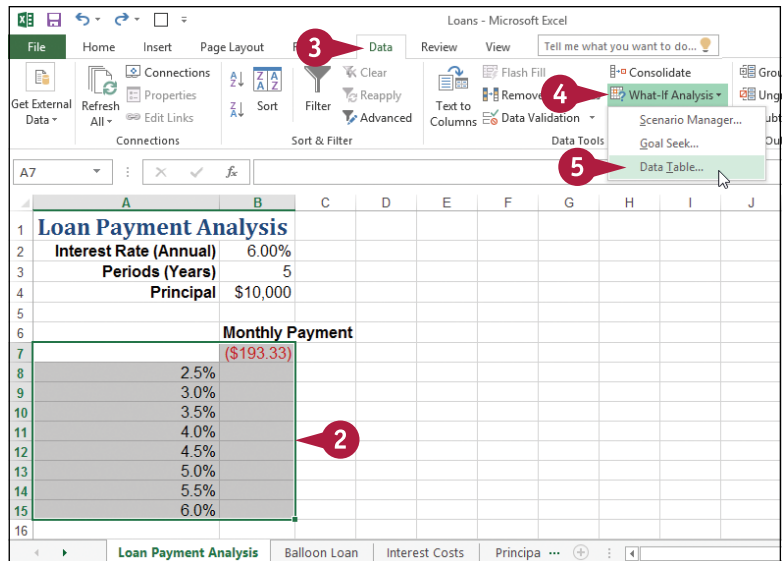 Loans - Microsoft Excel
File Home Insert Page Layout F 3 Data Review View Tell me what you want to do...
Get External Data
Refresh All
Connections
Properties
Edit Links
Connections
Sort
Filter
Clear
Reapply
Advanced
Sort & Filter
Text to Columns
Flash Fill
Remov
Data Validation
Consolidate
4 What-If Analysis
Data Tools
Grou
Ungr
ubt
Ou
Scenario Manager...
Goal Seek...
5 Data Table...
A7 fx
A B C D E F G H I J
1 Loan Payment Analysis
2 Interest Rate (Annual) 6.00%
3 Periods (Years) 5
4 Principal $10,000
5
6 Monthly Payment
7 ($193.33)
8 2.5%
9 3.0%
10 3.5%
11 4.0%
12 4.5%
2
13 5.0%
14 5.5%
15 6.0%
16
Loan Payment Analysis Balloon Loan Interest Costs Principa ...